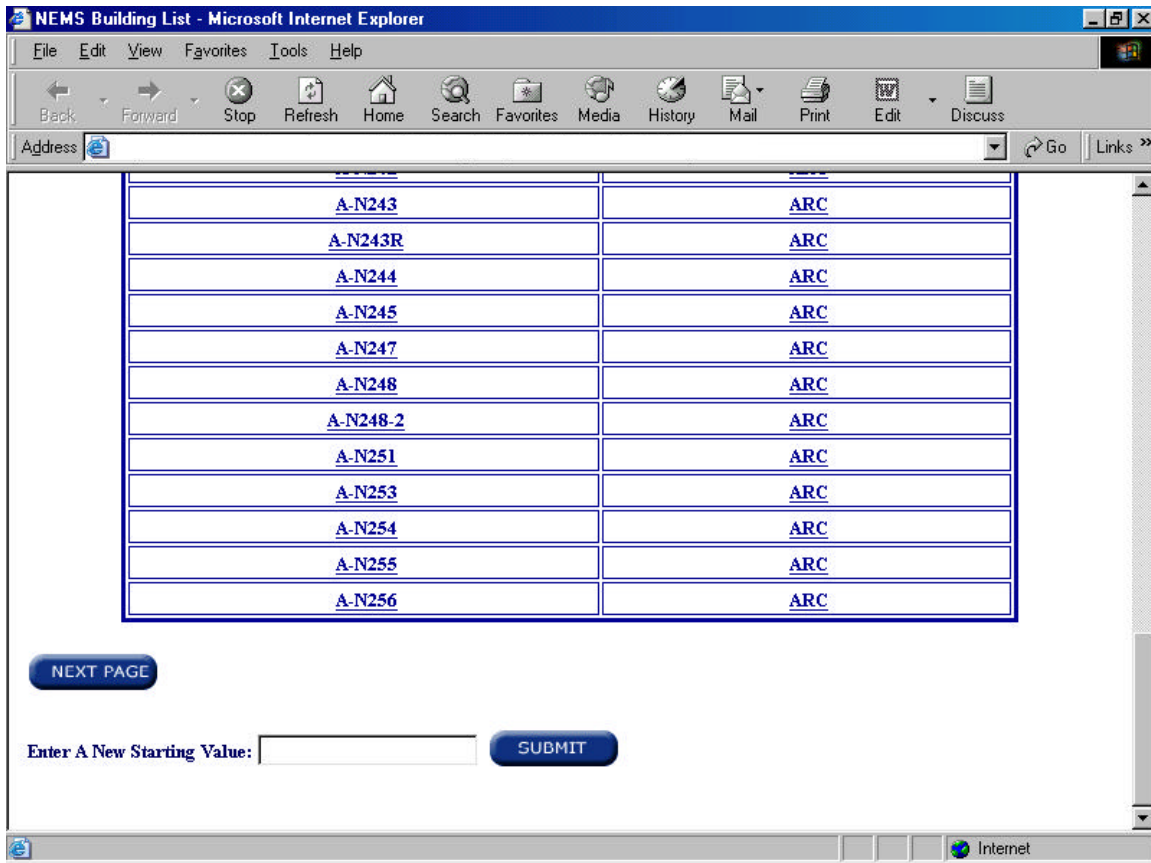 NEMS Building List - Microsoft Internet Explorer
File Edit View Favorites Tools Help
Back Forward Stop Refresh Home Search Favorites Media History Mail Print Edit Discuss
Address Go Links »
A-N243 ARC
A-N243R ARC
A-N244 ARC
A-N245 ARC
A-N247 ARC
A-N248 ARC
A-N248-2 ARC
A-N251 ARC
A-N253 ARC
A-N254 ARC
A-N255 ARC
A-N256 ARC
NEXT PAGE
Enter A New Starting Value: SUBMIT
Internet